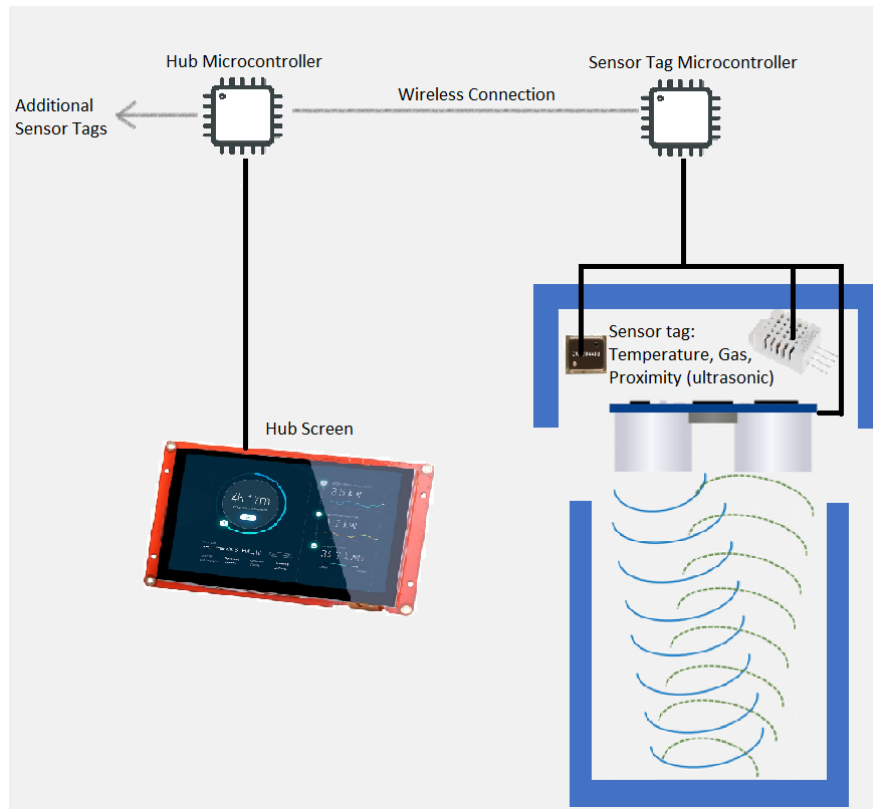 Hub Microcontroller
Sensor Tag Microcontroller
Wireless Connection
Additional
Sensor Tags
Sensor tag:
Temperature, Gas,
Proximity (ultrasonic)
Hub Screen